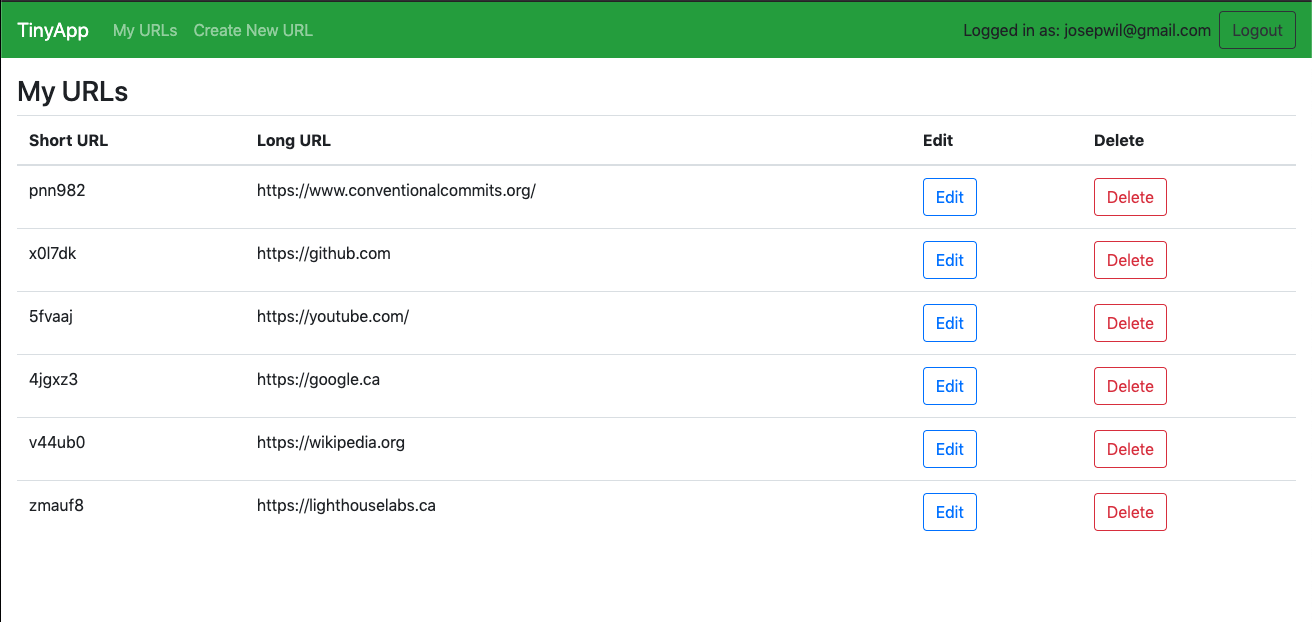 TinyApp My URLs Create New URL Logged in as: josepwil@gmail.com Logout
My URLs
Short URL Long URL Edit Delete
pnn982 https://www.conventionalcommits.org/ Edit Delete
x0l7dk https://github.com Edit Delete
5fvaaj https://youtube.com/ Edit Delete
4jgxz3 https://google.ca Edit Delete
v44ub0 https://wikipedia.org Edit Delete
zmauf8 https://lighthouselabs.ca Edit Delete